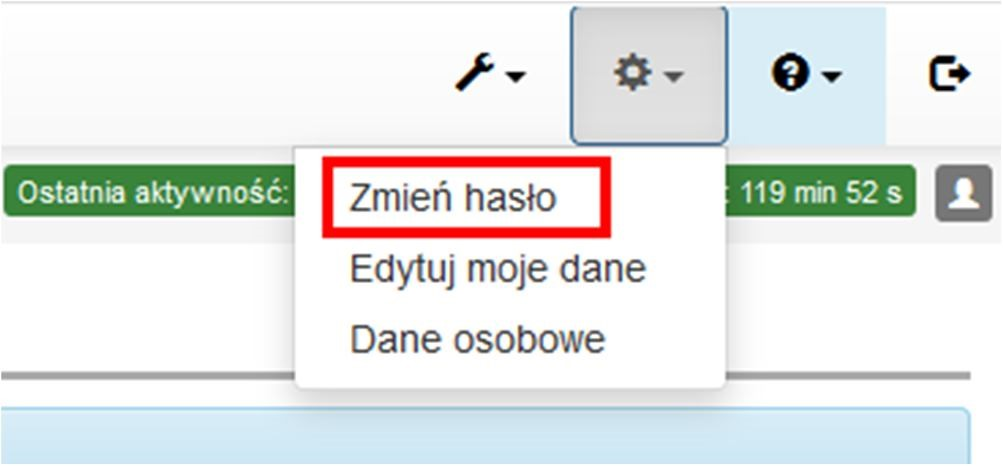 Ostatnia aktywność:
: 119 min 52 s
Zmień hasło
Edytuj moje dane
Dane osobowe